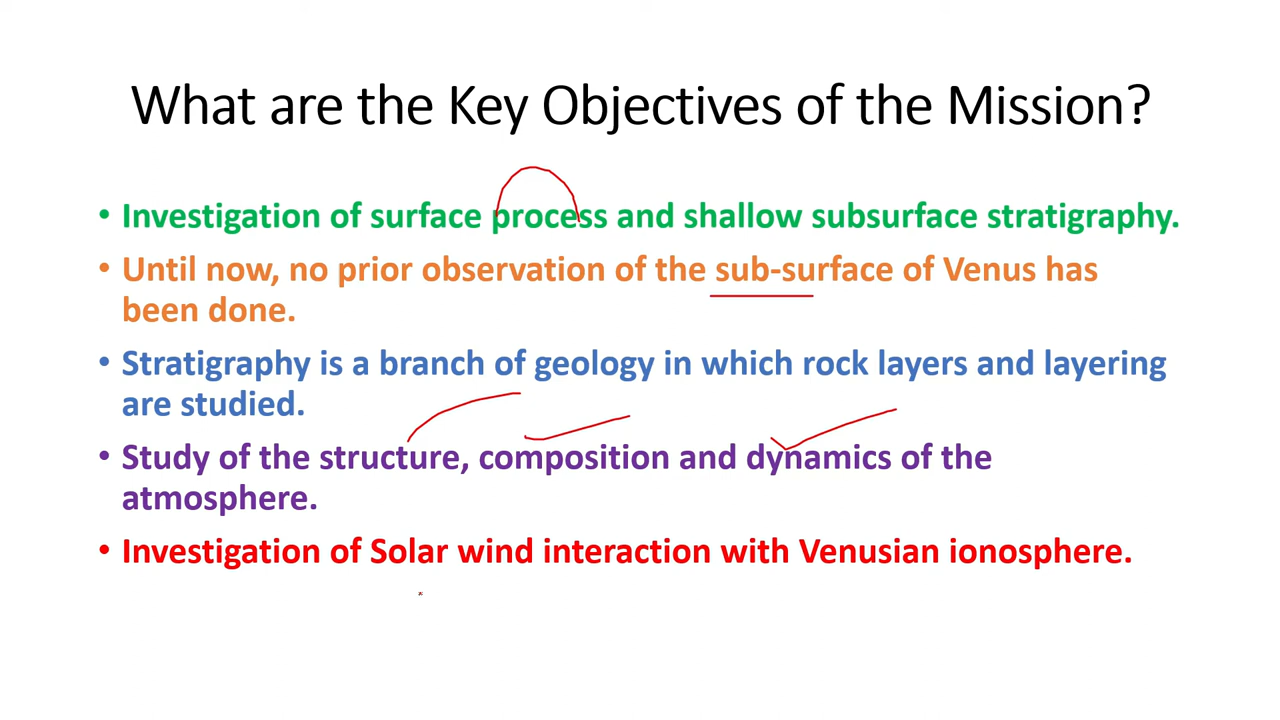 What are the Key Objectives of the Mission?
• Investigation of surface process and shallow subsurface stratigraphy.
• Until now, no prior observation of the sub-surface of Venus has
been done.
• Stratigraphy is a branch of geology in which rock layers and layering
are studied.
• Study of the structure, composition and dynamics of the
atmosphere.
• Investigation of Solar wind interaction with Venusian ionosphere.